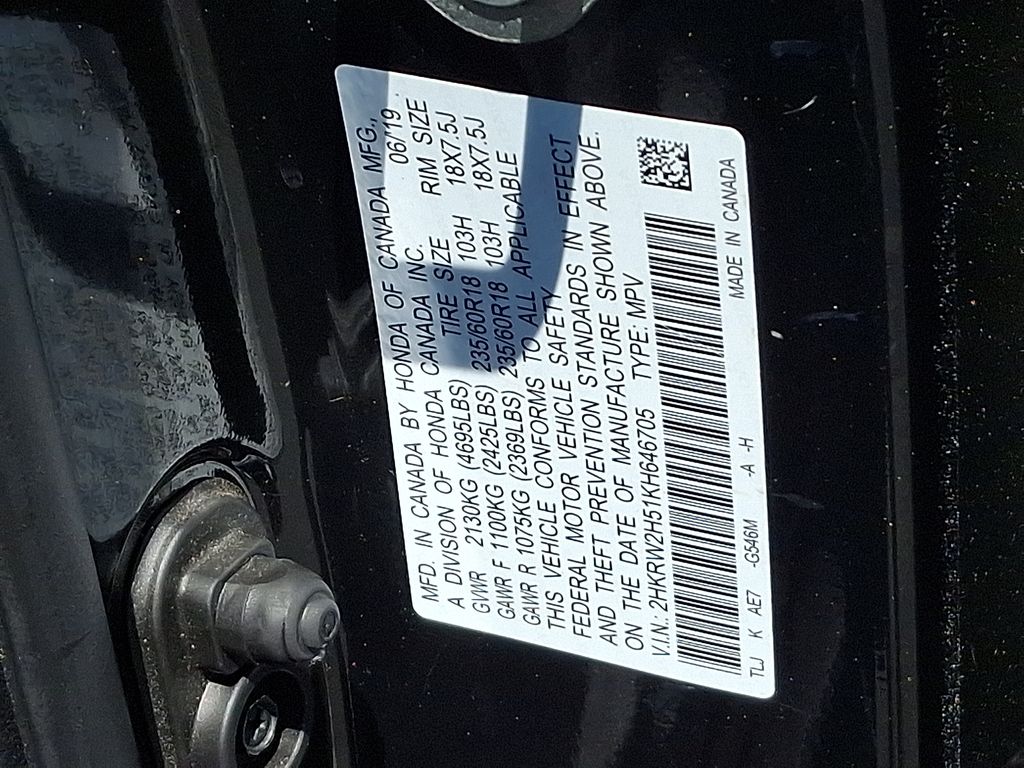 MFD. IN CANADA BY HONDA OF CANADA MFG.,
A DIVISION OF HONDA CANADA INC. 06/19
GVWR 2130KG (4695LBS) TIRE SIZE RIM SIZE
GAWR F 1100KG (2425LBS) 235/60R18 103H 18X7.5J
GAWR R 1075KG (2369LBS) 235/60R18 103H 18X7.5J
THIS VEHICLE CONFORMS TO ALL APPLICABLE
FEDERAL MOTOR VEHICLE SAFETY
AND THEFT PREVENTION STANDARDS IN EFFECT
ON THE DATE OF MANUFACTURE SHOWN ABOVE.
V.I.N.: 2HKRW2H51KH646705 TYPE: MPV
TLJ K AE7 -G546M -A -H MADE IN CANADA